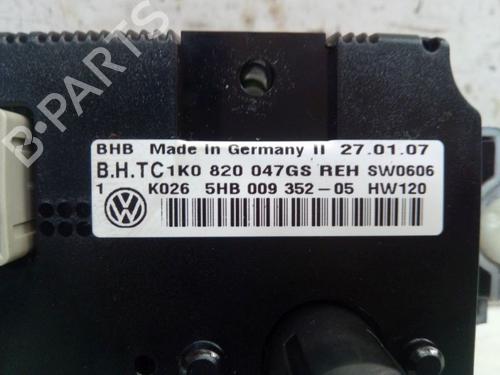 B-PARTS
BHB Made in Germany II 27.01.07
B.H.TC 1K0 820 047GS REH SW0606
1 K026 5HB 009 352-05 HW120